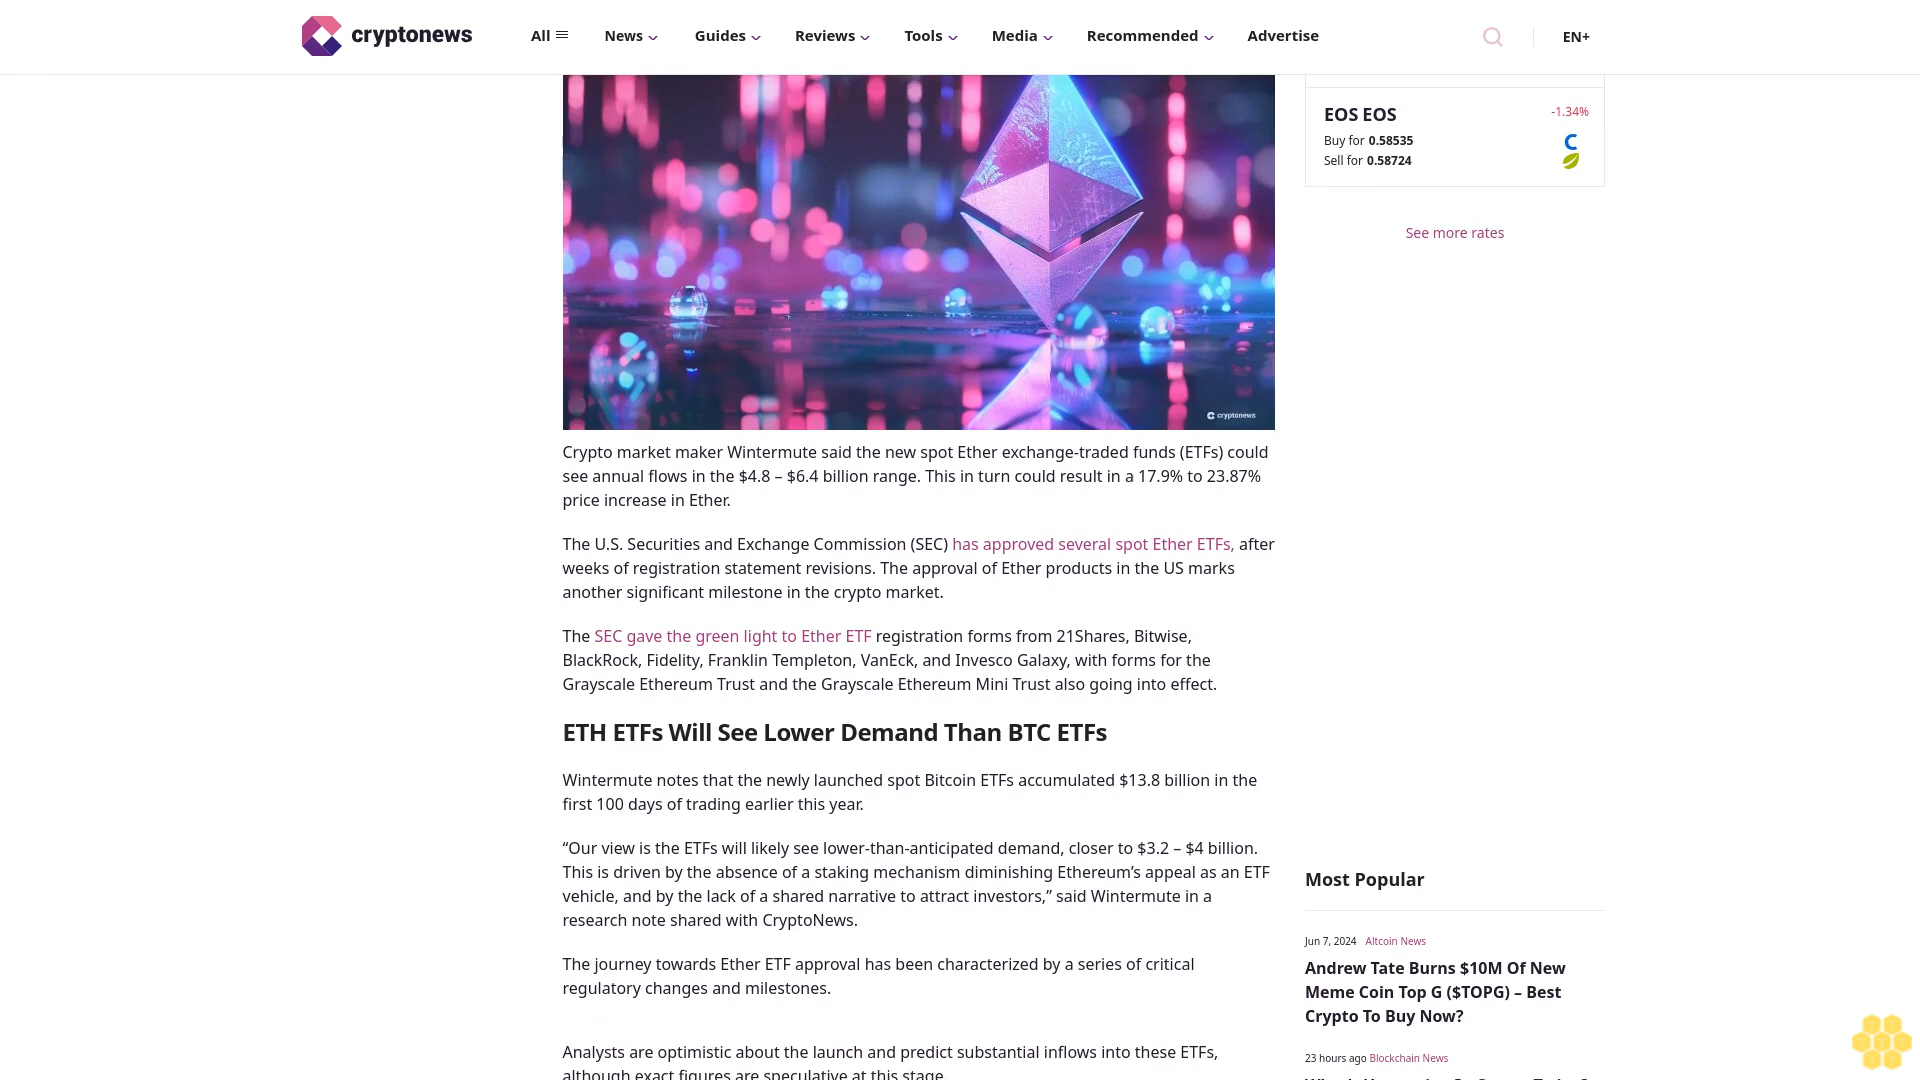 cryptonews
All
News
Guides
Reviews
Tools
Media
Recommended
Advertise
EN+
cryptonews
Crypto market maker Wintermute said the new spot Ether exchange-traded funds (ETFs) could
see annual flows in the $4.8 – $6.4 billion range. This in turn could result in a 17.9% to 23.87%
price increase in Ether.
The U.S. Securities and Exchange Commission (SEC) has approved several spot Ether ETFs, after
weeks of registration statement revisions. The approval of Ether products in the US marks
another significant milestone in the crypto market.
The SEC gave the green light to Ether ETF registration forms from 21Shares, Bitwise,
BlackRock, Fidelity, Franklin Templeton, VanEck, and Invesco Galaxy, with forms for the
Grayscale Ethereum Trust and the Grayscale Ethereum Mini Trust also going into effect.
ETH ETFs Will See Lower Demand Than BTC ETFs
Wintermute notes that the newly launched spot Bitcoin ETFs accumulated $13.8 billion in the
first 100 days of trading earlier this year.
“Our view is the ETFs will likely see lower-than-anticipated demand, closer to $3.2 – $4 billion.
This is driven by the absence of a staking mechanism diminishing Ethereum’s appeal as an ETF
vehicle, and by the lack of a shared narrative to attract investors,” said Wintermute in a
research note shared with CryptoNews.
The journey towards Ether ETF approval has been characterized by a series of critical
regulatory changes and milestones.
Analysts are optimistic about the launch and predict substantial inflows into these ETFs,
although exact figures are speculative at this stage.
EOS EOS
-1.34%
Buy for 0.58535
Sell for 0.58724
See more rates
Most Popular
Jun 7, 2024 Altcoin News
Andrew Tate Burns $10M Of New
Meme Coin Top G ($TOPG) – Best
Crypto To Buy Now?
23 hours ago Blockchain News